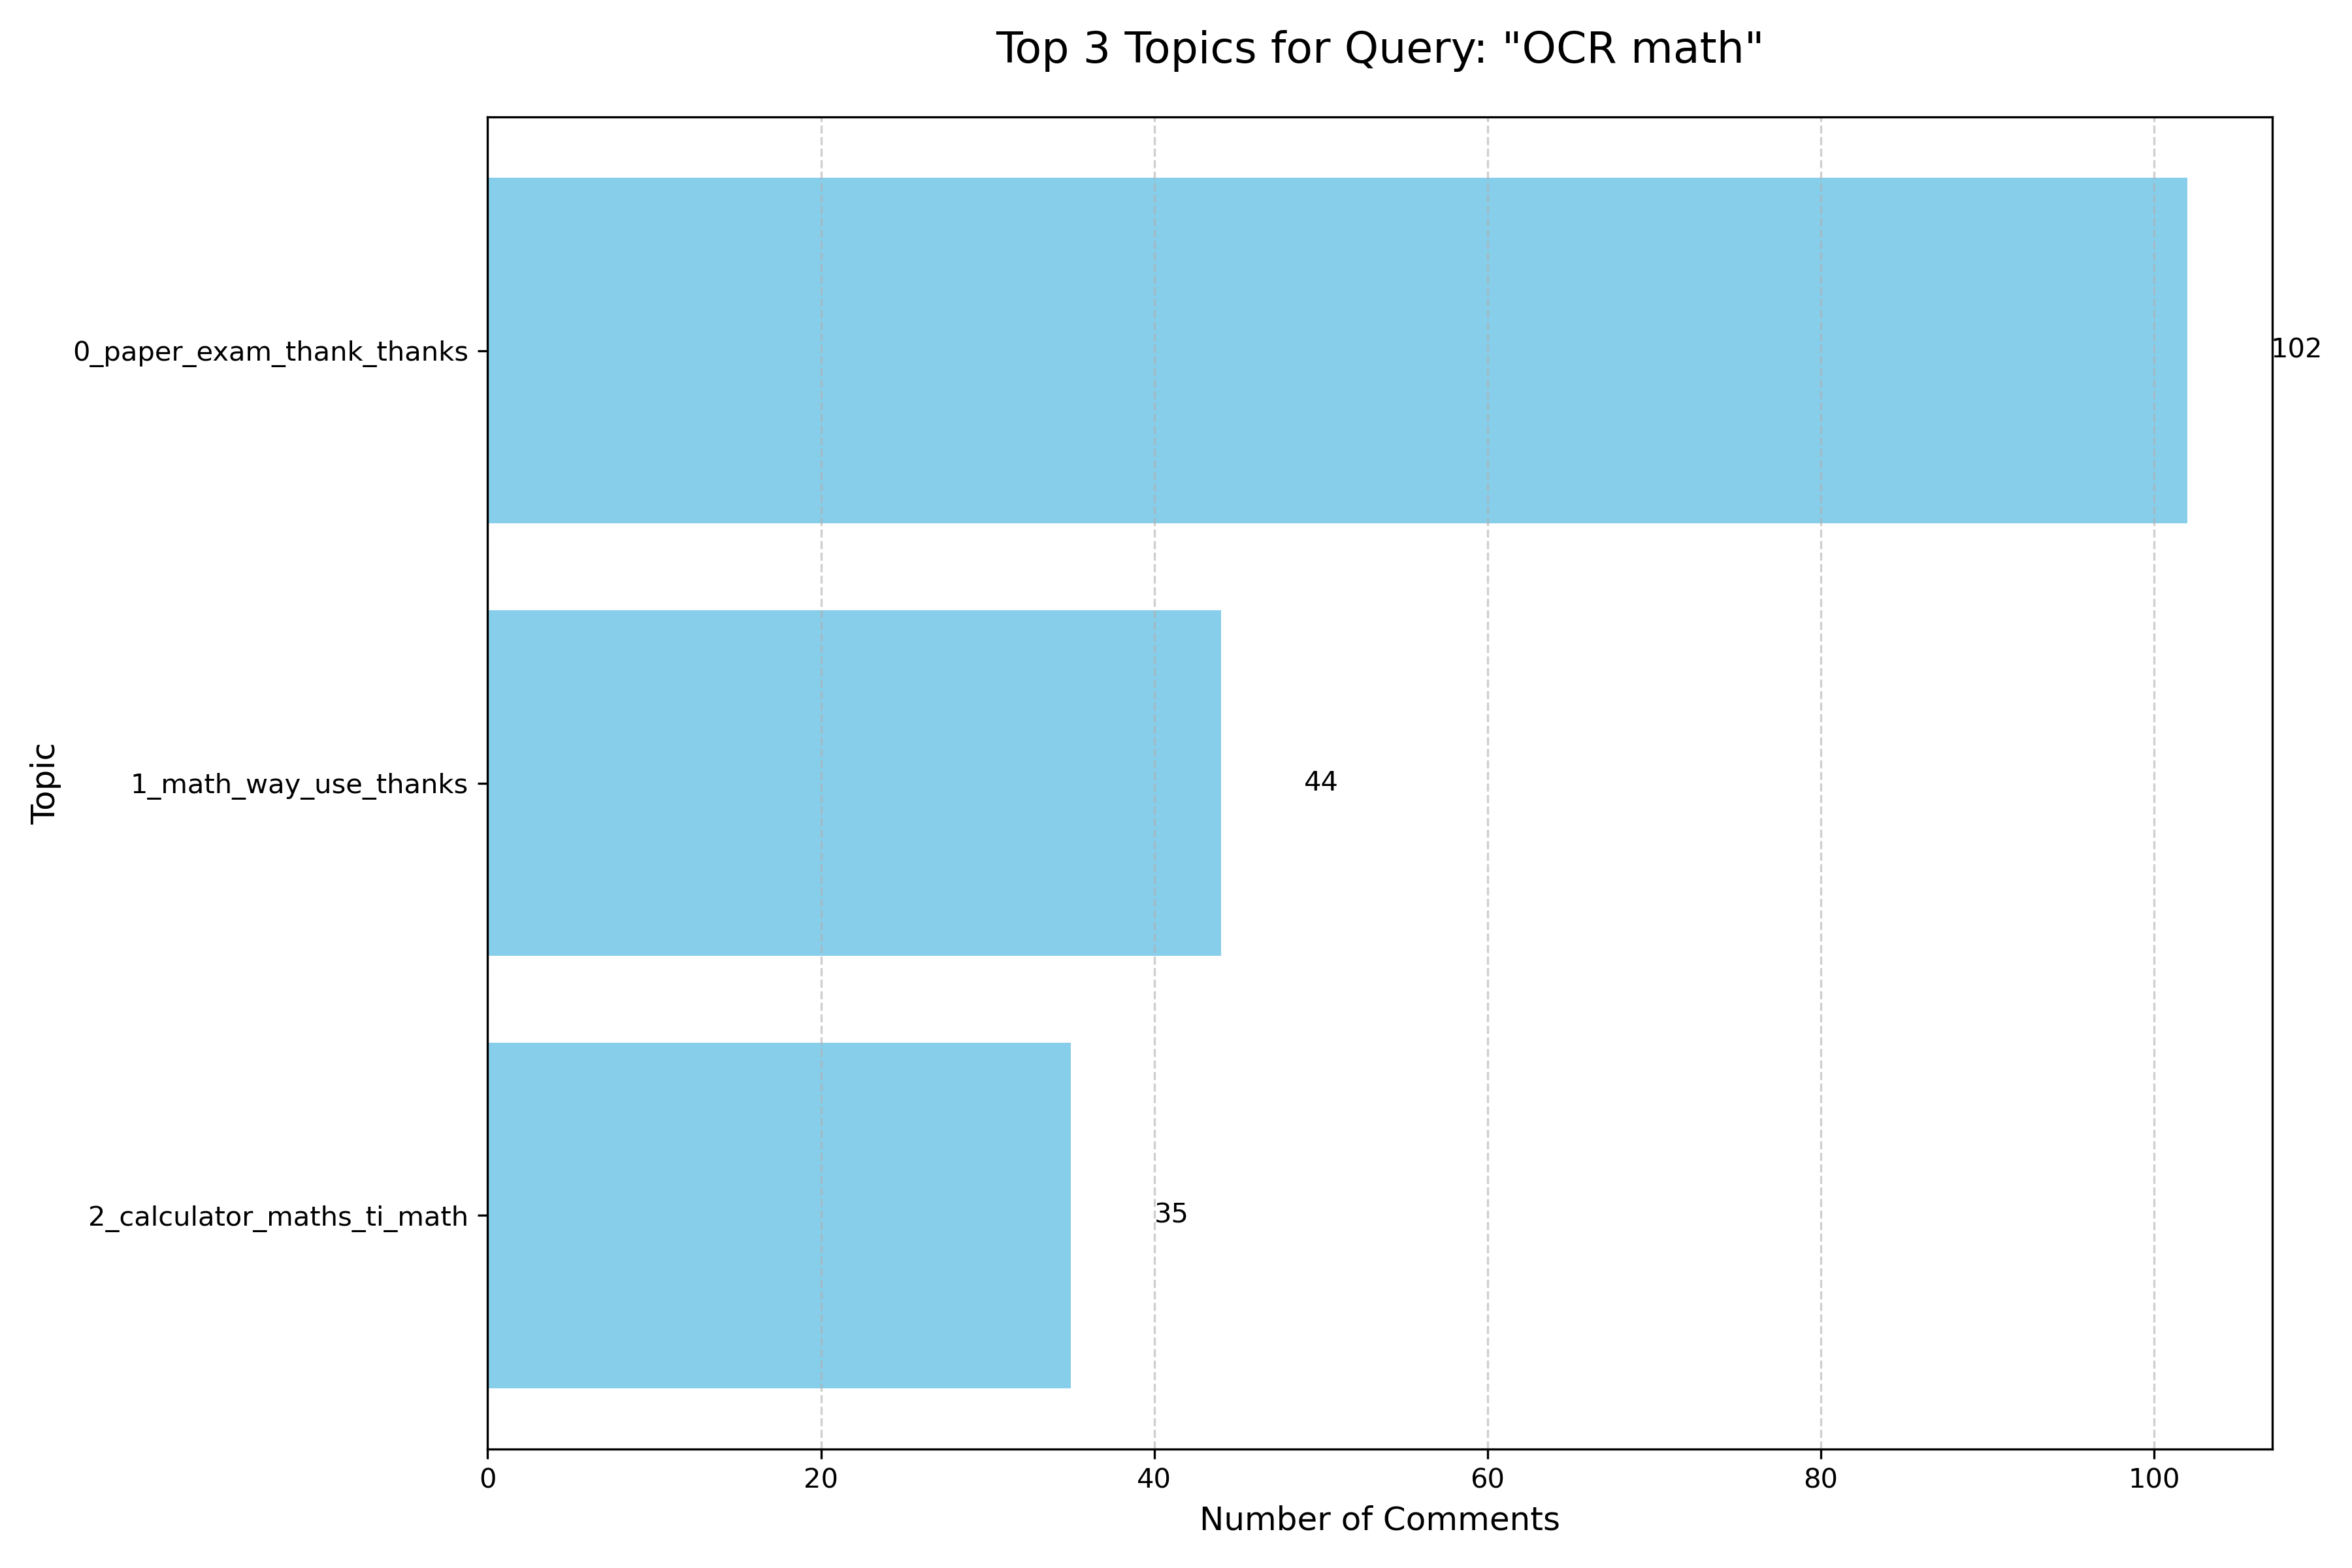 Top 3 Topics for Query: "OCR math"
0_paper_exam_thank_thanks
102
1_math_way_use_thanks
44
Topic
2_calculator_maths_ti_math
35
0 20 40 60 80 100
Number of Comments